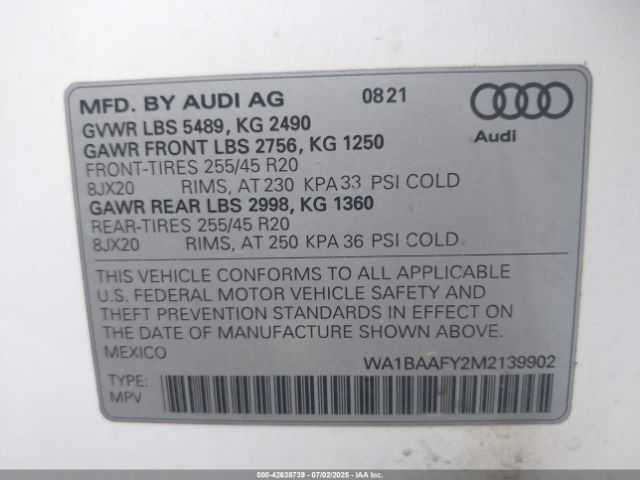 MFD. BY AUDI AG 08 21
Audi
GVWR LBS 5489, KG 2490
GAWR FRONT LBS 2756, KG 1250
FRONT-TIRES 255/45 R20
8JX20 RIMS, AT 230 KPA 33 PSI COLD
GAWR REAR LBS 2998, KG 1360
REAR-TIRES 255/45 R20
8JX20 RIMS, AT 250 KPA 36 PSI COLD
THIS VEHICLE CONFORMS TO ALL APPLICABLE
U.S. FEDERAL MOTOR VEHICLE SAFETY AND
THEFT PREVENTION STANDARDS IN EFFECT ON
THE DATE OF MANUFACTURE SHOWN ABOVE.
MEXICO WA1BAAFY2M2139902
TYPE:
MPV
000-42638739 - 07/02/2025 - IAAI.COM